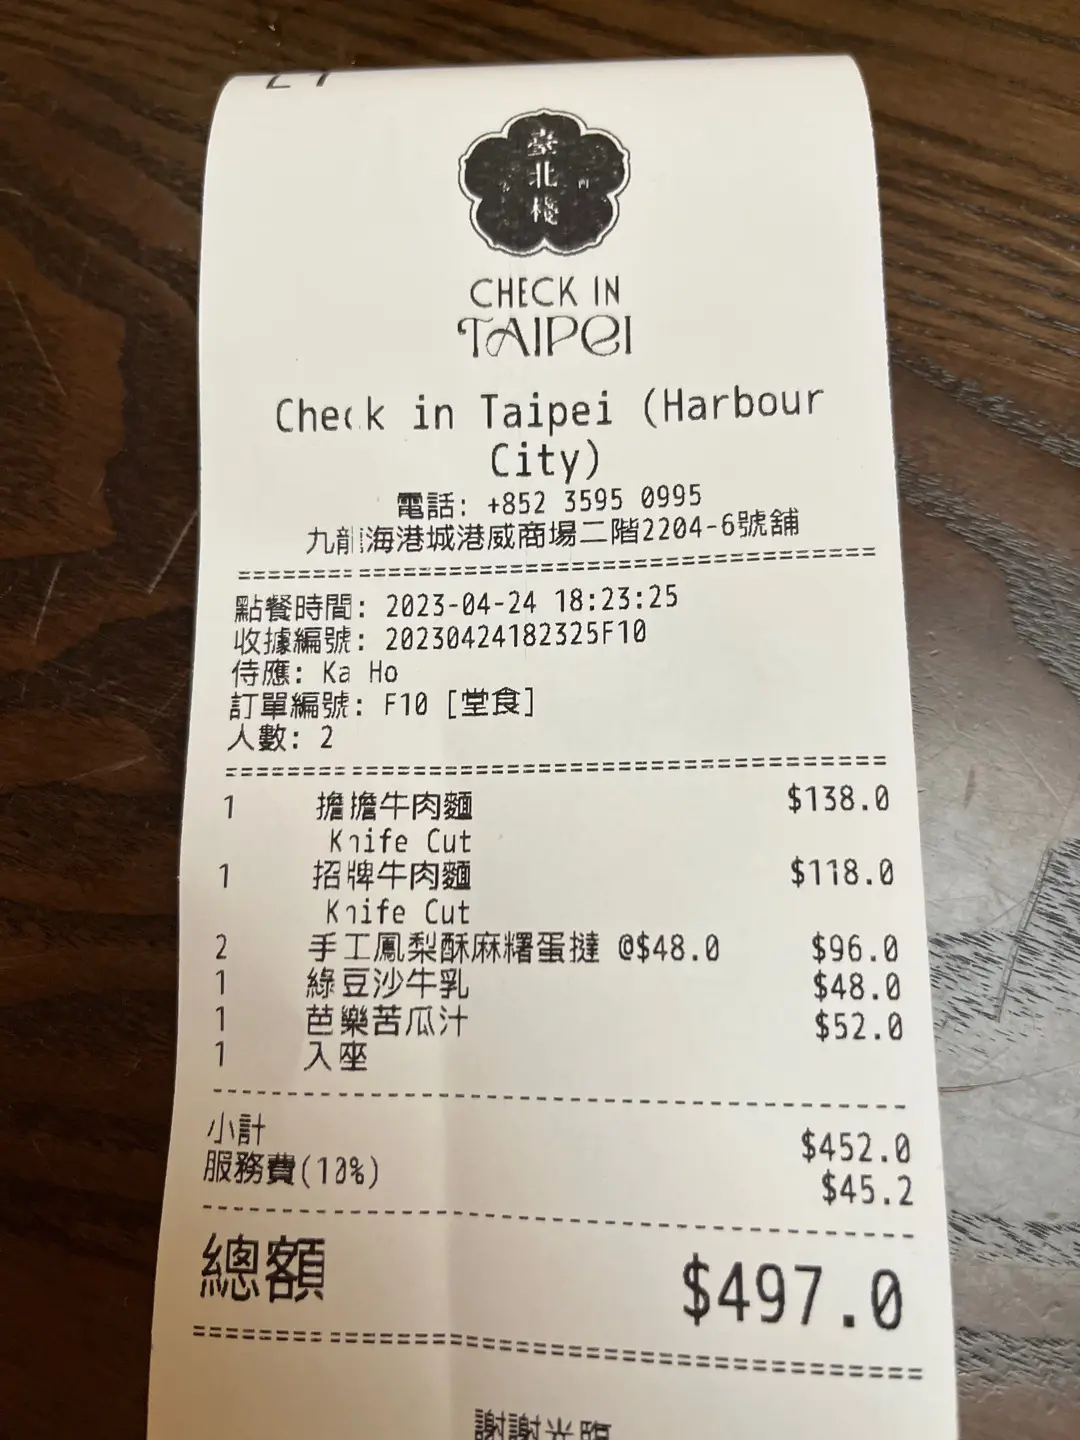 臺
北
棧
CHECK IN
TAIPEI
Check in Taipei (Harbour
City)
電話: +852 3595 0995
九龍海港城港威商場二階2204-6號舖
點餐時間: 2023-04-24 18:23:25
收據編號: 20230424182325F10
侍應: Ka Ho
訂單編號: F10 [堂食]
人數: 2
1 擔擔牛肉麵 $138.0
Knife Cut
1 招牌牛肉麵 $118.0
Knife Cut
2 手工鳳梨酥麻糬蛋撻 @$48.0 $96.0
1 綠豆沙牛乳 $48.0
1 芭樂苦瓜汁 $52.0
1 入座
小計 $452.0
服務費(10%) $45.2
總額 $497.0
謝謝光臨